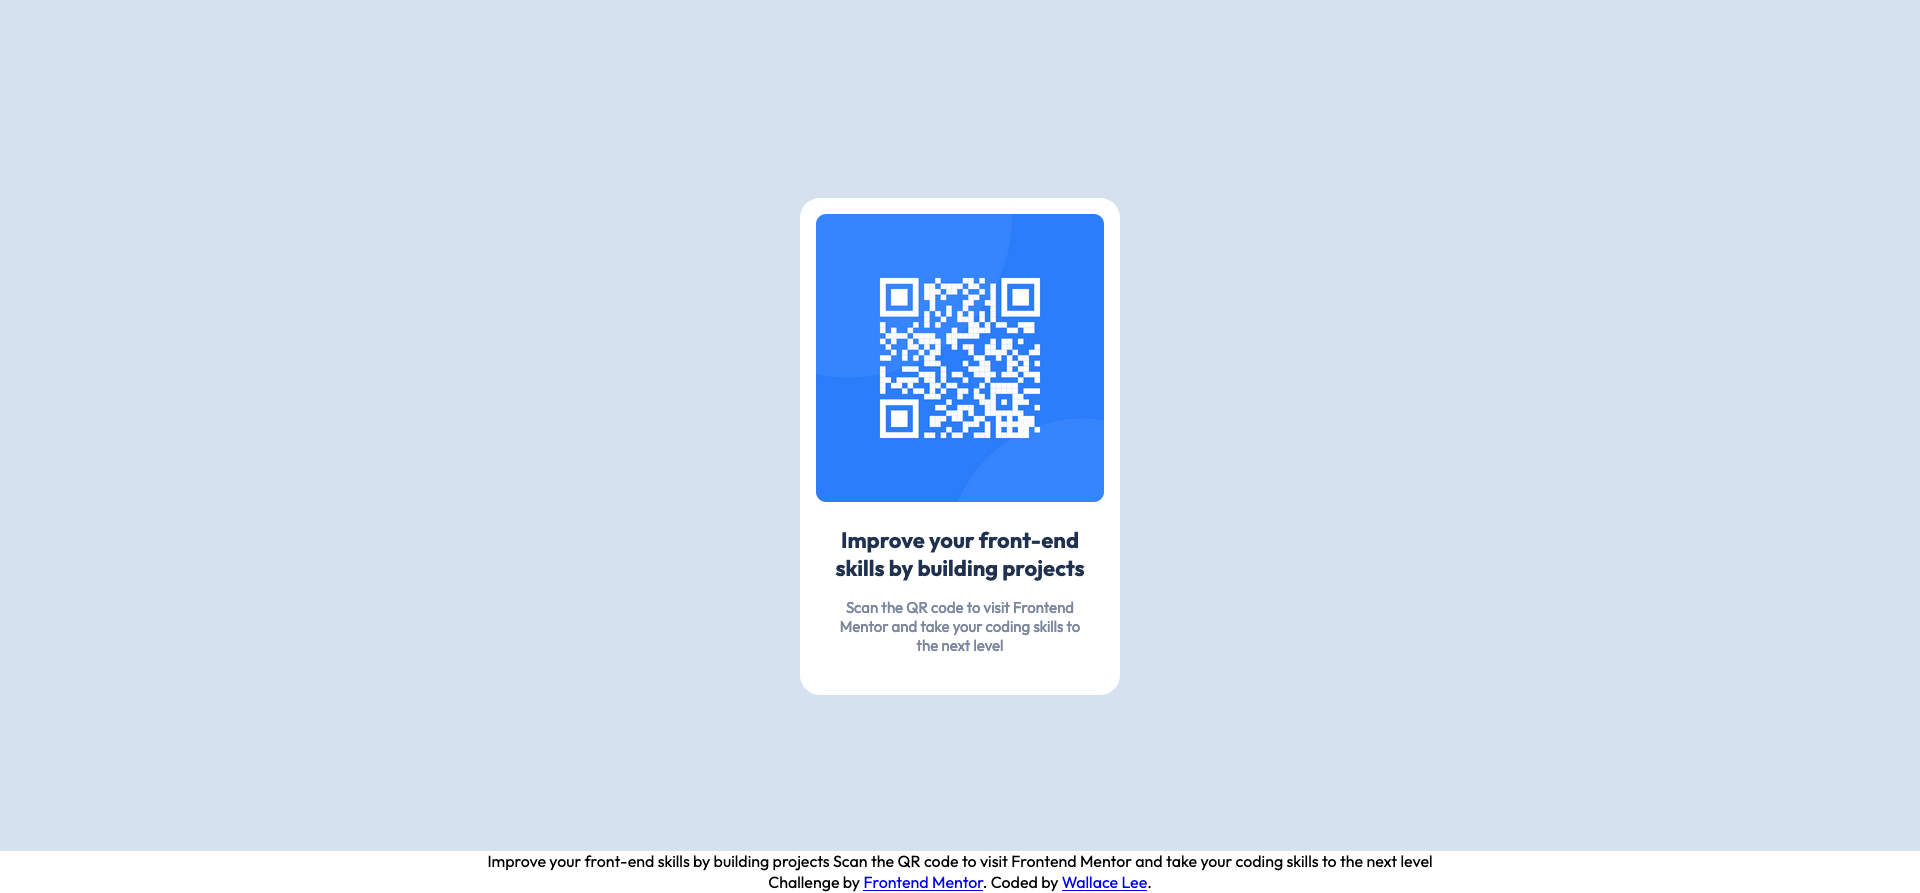 Improve your front-end
skills by building projects
Scan the QR code to visit Frontend
Mentor and take your coding skills to
the next level
Improve your front-end skills by building projects Scan the QR code to visit Frontend Mentor and take your coding skills to the next level
Challenge by Frontend Mentor. Coded by Wallace Lee.